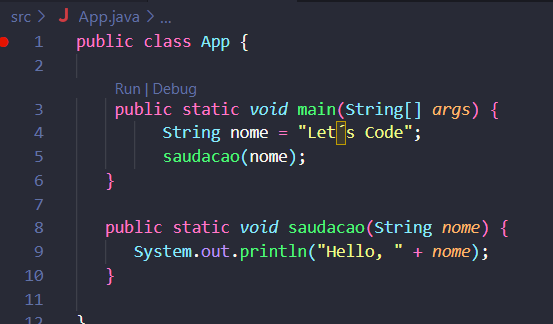 src > J App.java > ...
1 public class App {
2
Run | Debug
3 public static void main(String[] args) {
4 String nome = "Let´s Code";
5 saudacao(nome);
6 }
7
8 public static void saudacao(String nome) {
9 System.out.println("Hello, " + nome);
10 }
11
12 }